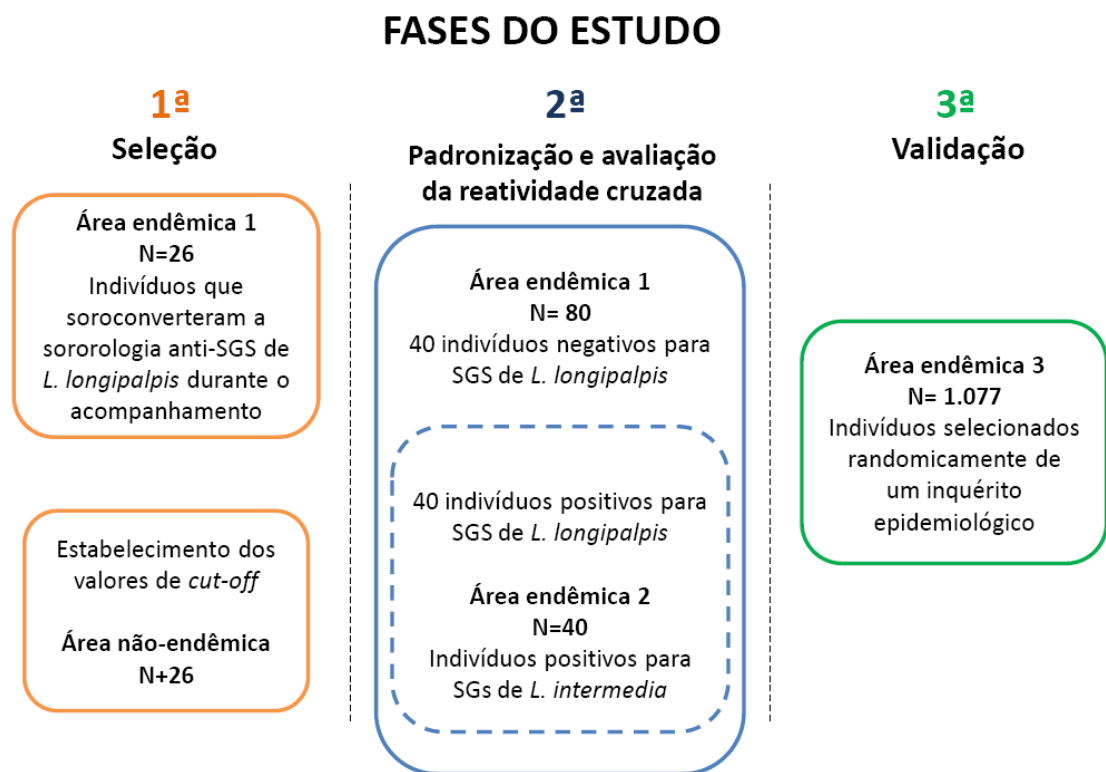 FASES DO ESTUDO
1ª
Seleção
Área endêmica 1
N=26
Indivíduos que
soroconverteram a
sororologia anti-SGS de
L. longipalpis durante o
acompanhamento
Estabelecimento dos
valores de cut-off
Área não-endêmica
N+26
2ª
Padronização e avaliação
da reatividade cruzada
Área endêmica 1
N= 80
40 indivíduos negativos para
SGS de L. longipalpis
40 indivíduos positivos para
SGS de L. longipalpis
Área endêmica 2
N=40
Indivíduos positivos para
SGs de L. intermedia
3ª
Validação
Área endêmica 3
N= 1.077
Indivíduos selecionados
randomicamente de
um inquérito
epidemiológico